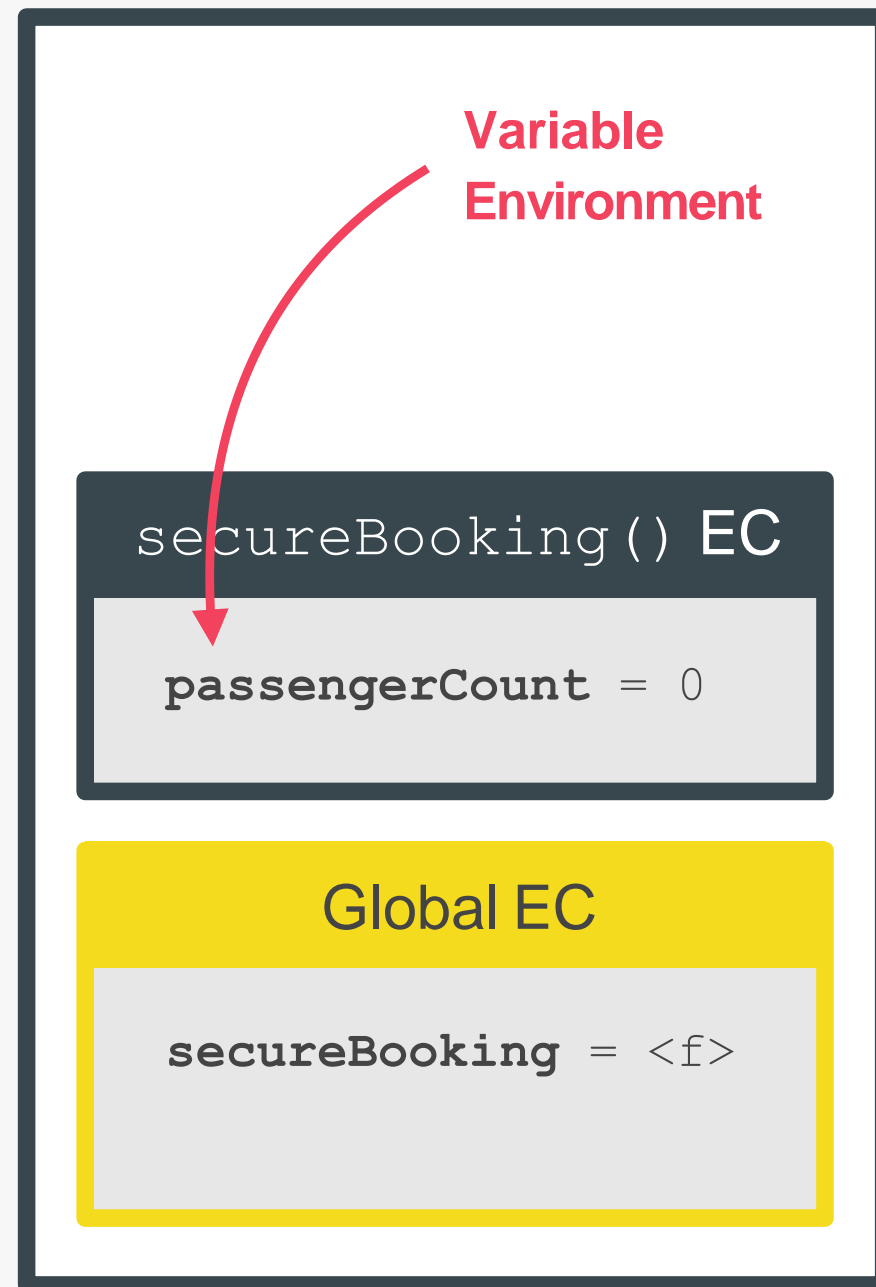 Variable
Environment
secureBooking() EC
passengerCount = 0
Global EC
secureBooking = <f>